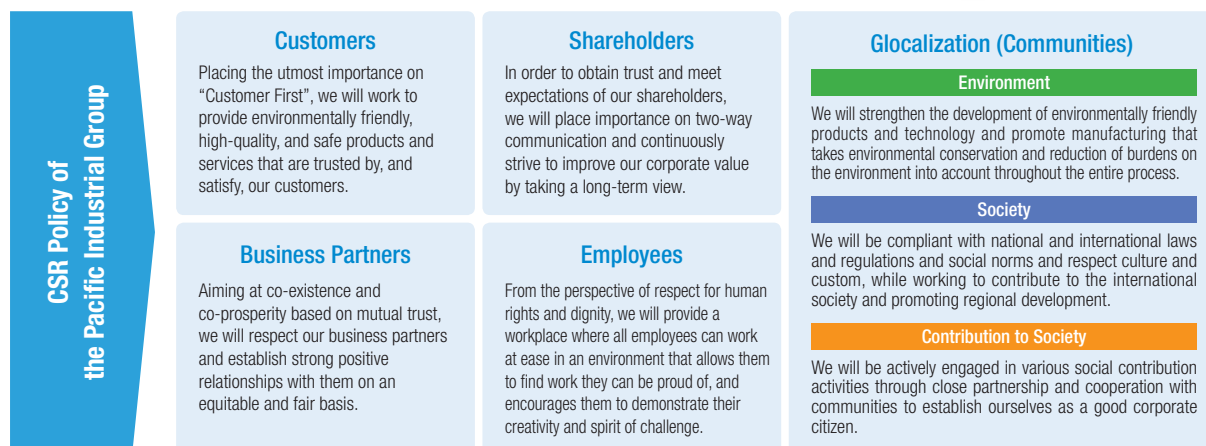 CSR Policy of
the Pacific Industrial Group
Customers
Placing the utmost importance on
“Customer First”, we will work to
provide environmentally friendly,
high-quality, and safe products and
services that are trusted by, and
satisfy, our customers.
Shareholders
In order to obtain trust and meet
expectations of our shareholders,
we will place importance on two-way
communication and continuously
strive to improve our corporate value
by taking a long-term view.
Business Partners
Aiming at co-existence and
co-prosperity based on mutual trust,
we will respect our business partners
and establish strong positive
relationships with them on an
equitable and fair basis.
Employees
From the perspective of respect for human
rights and dignity, we will provide a
workplace where all employees can work
at ease in an environment that allows them
to find work they can be proud of, and
encourages them to demonstrate their
creativity and spirit of challenge.
Glocalization (Communities)
Environment
We will strengthen the development of environmentally friendly
products and technology and promote manufacturing that
takes environmental conservation and reduction of burdens on
the environment into account throughout the entire process.
Society
We will be compliant with national and international laws
and regulations and social norms and respect culture and
custom, while working to contribute to the international
society and promoting regional development.
Contribution to Society
We will be actively engaged in various social contribution
activities through close partnership and cooperation with
communities to establish ourselves as a good corporate
citizen.